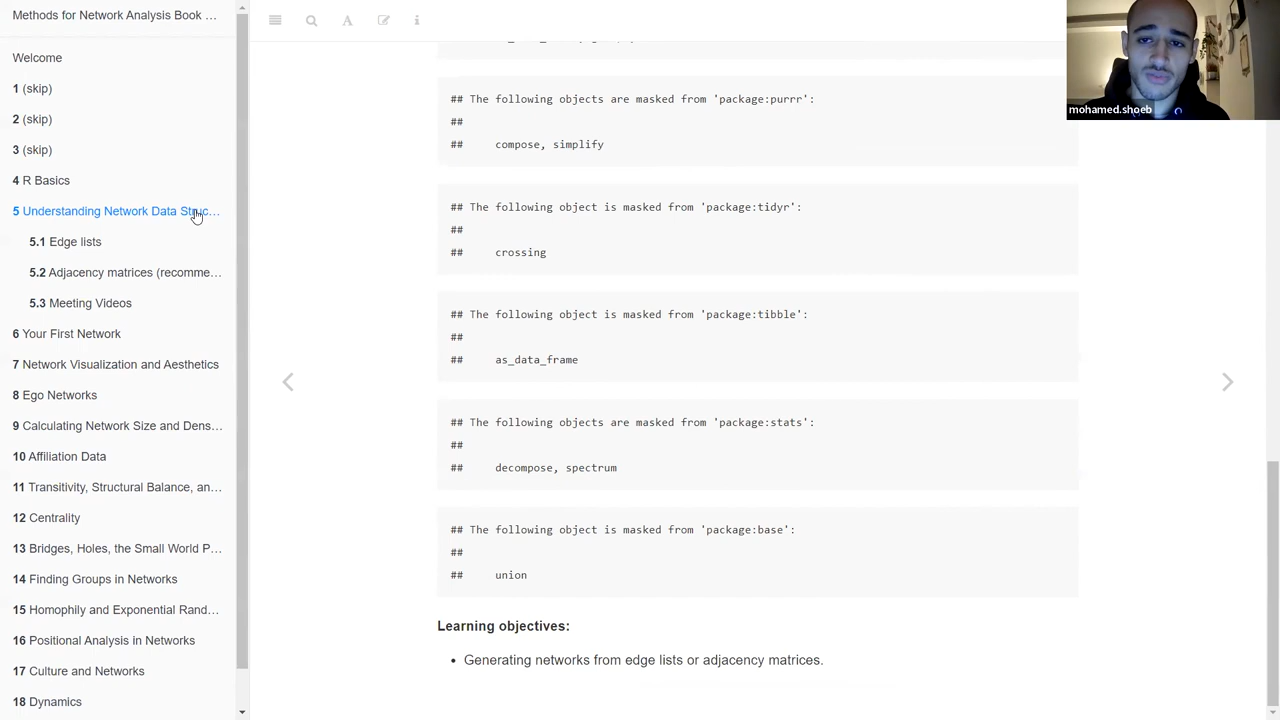 Methods for Network Analysis Book ...
Welcome
1 (skip)
2 (skip)
3 (skip)
4 R Basics
5 Understanding Network Data Struc...
5.1 Edge lists
5.2 Adjacency matrices (recomme...
5.3 Meeting Videos
6 Your First Network
7 Network Visualization and Aesthetics
8 Ego Networks
9 Calculating Network Size and Dens...
10 Affiliation Data
11 Transitivity, Structural Balance, an...
12 Centrality
13 Bridges, Holes, the Small World P...
14 Finding Groups in Networks
15 Homophily and Exponential Rand...
16 Positional Analysis in Networks
17 Culture and Networks
18 Dynamics
## The following objects are masked from 'package:purrr':
##
## compose, simplify
## The following object is masked from 'package:tidyr':
##
## crossing
## The following object is masked from 'package:tibble':
##
## as_data_frame
## The following objects are masked from 'package:stats':
##
## decompose, spectrum
## The following object is masked from 'package:base':
##
## union
Learning objectives:
• Generating networks from edge lists or adjacency matrices.
mohamed.shoeb